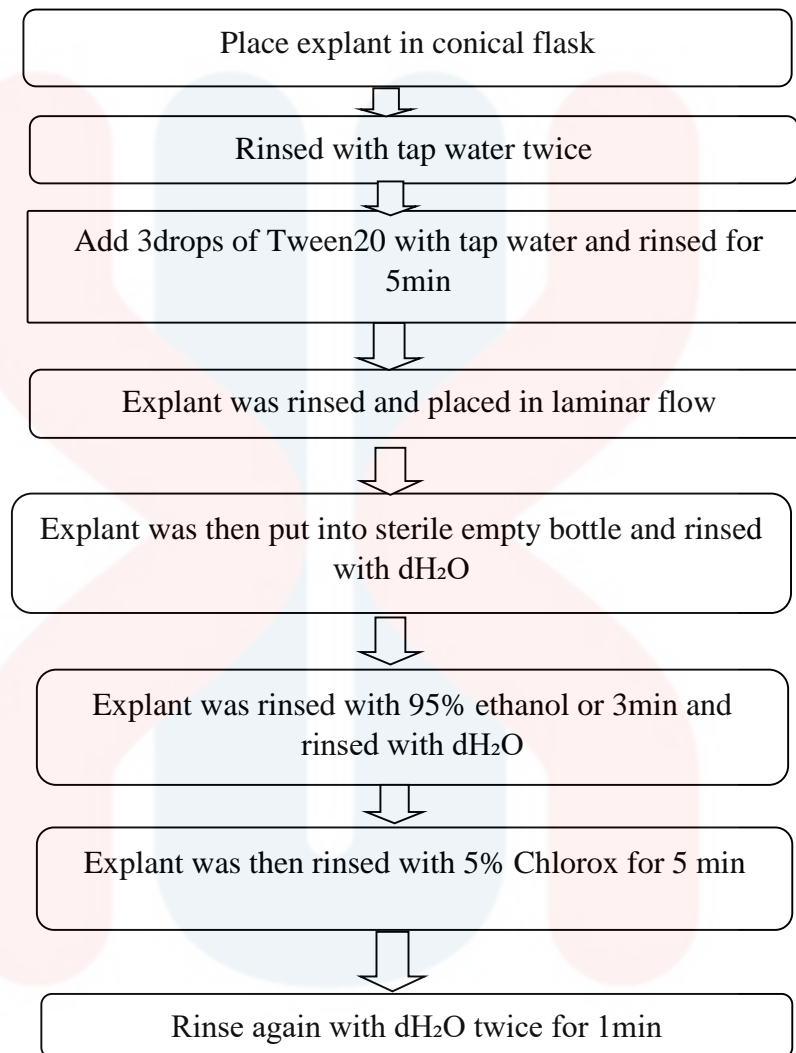 Place explant in conical flask
Rinsed with tap water twice
Add 3drops of Tween20 with tap water and rinsed for
5min
Explant was rinsed and placed in laminar flow
Explant was then put into sterile empty bottle and rinsed
with dH₂O
Explant was rinsed with 95% ethanol or 3min and
rinsed with dH₂O
Explant was then rinsed with 5% Chlorox for 5 min
Rinse again with dH₂O twice for 1min